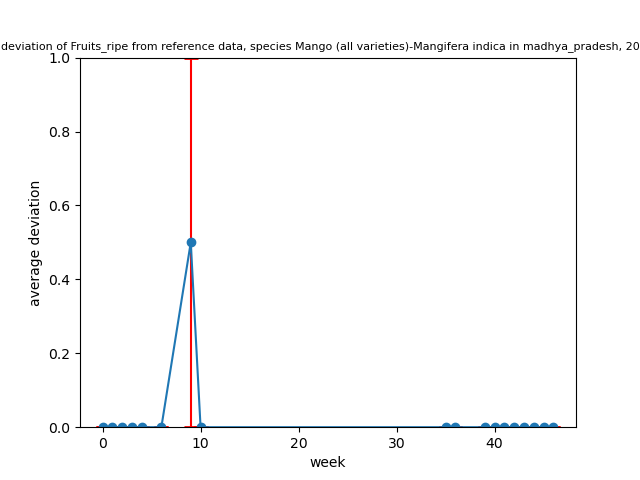 deviation of Fruits_ripe from reference data, species Mango (all varieties)-Mangifera indica in madhya_pradesh, 20
1.0
0.8
0.6
0.4
0.2
0.0
average deviation
0 10 20 30 40
week